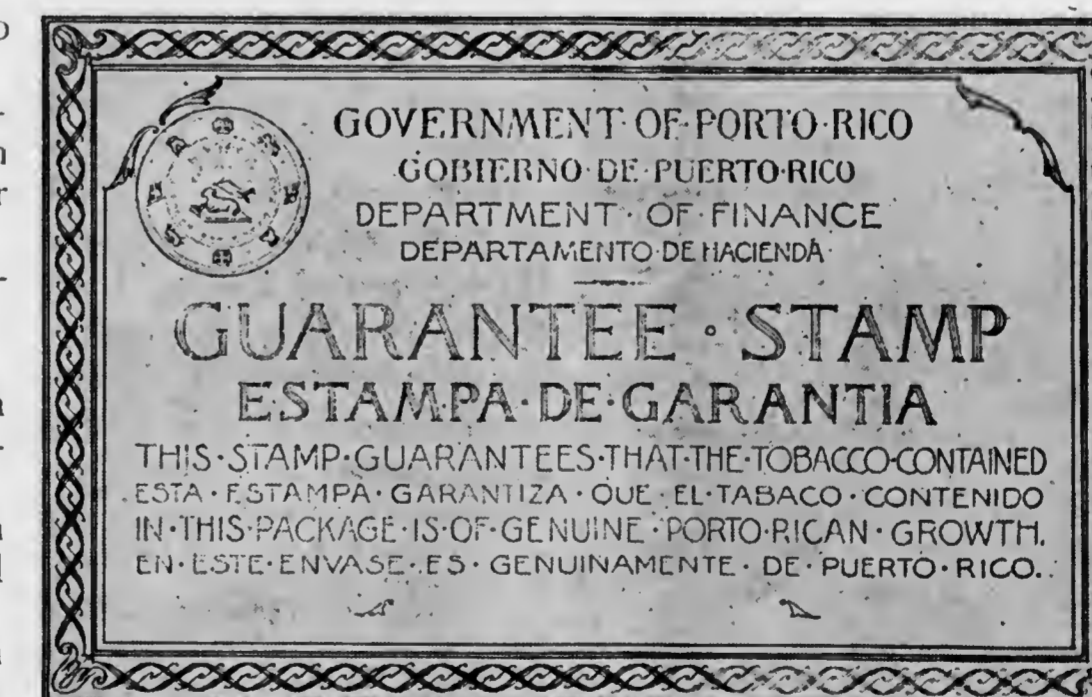 GOVERNMENT·OF·PORTO·RICO
GOBIERNO·DE·PUERTO·RICO
DEPARTMENT·OF·FINANCE
DEPARTAMENTO·DE·HACIENDA
GUARANTEE·STAMP
ESTAMPA·DE·GARANTIA
THIS·STAMP·GUARANTEES·THAT·THE·TOBACCO·CONTAINED
ESTA·ESTAMPA·GARANTIZA·QUE·EL·TABACO·CONTENIDO
IN·THIS·PACKAGE·IS·OF·GENUINE·PORTO·RICAN·GROWTH.
EN·ESTE·ENVASE·ES·GENUINAMENTE·DE·PUERTO·RICO.